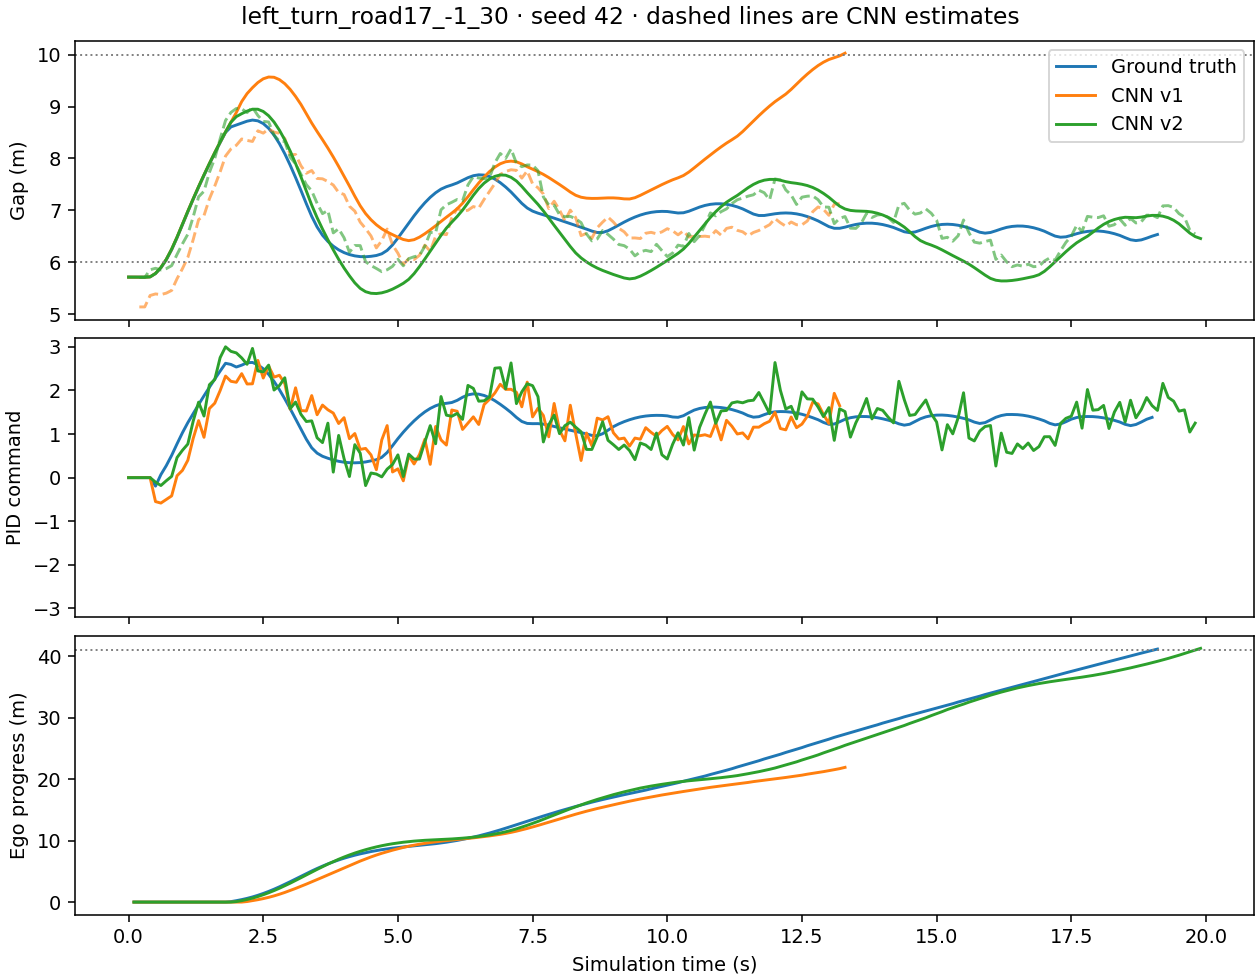 left_turn_road17_-1_30 · seed 42 · dashed lines are CNN estimates
Gap (m)
10
9
8
7
6
5
Ground truth
CNN v1
CNN v2
PID command
3
2
1
0
−1
−2
−3
Ego progress (m)
40
30
20
10
0
0.0 2.5 5.0 7.5 10.0 12.5 15.0 17.5 20.0
Simulation time (s)